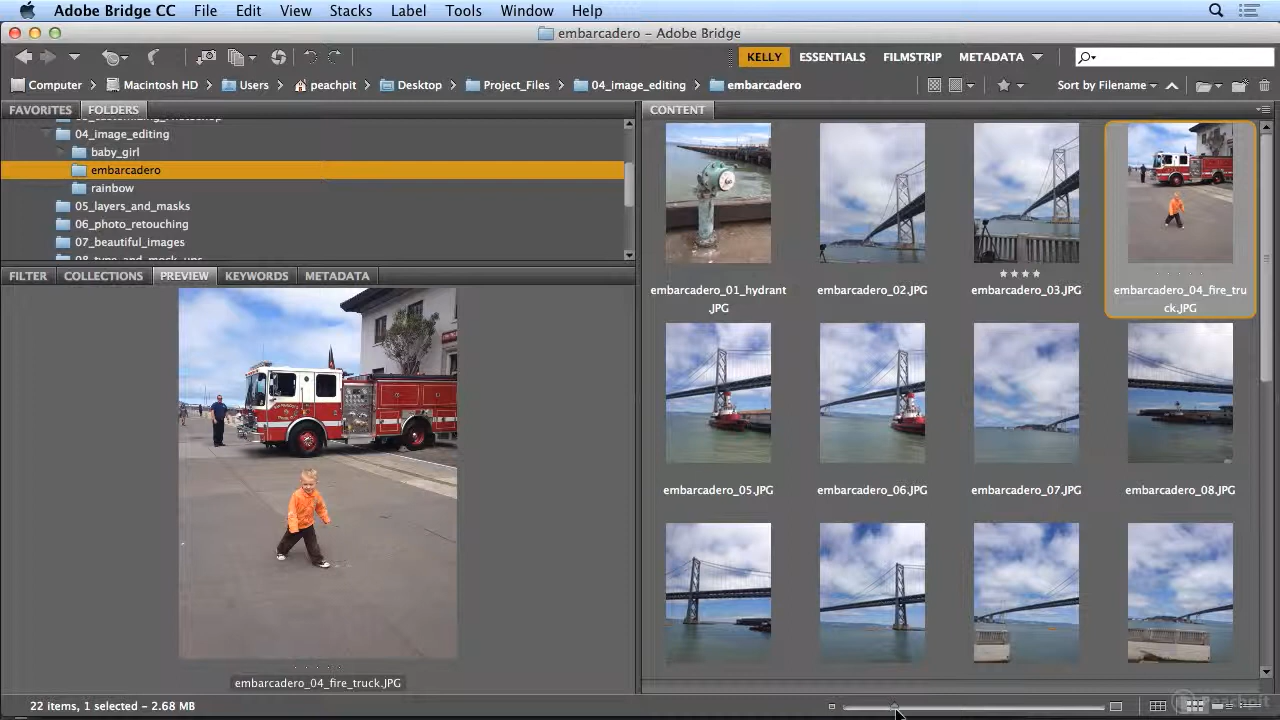 Adobe Bridge CC File Edit View Stacks Label Tools Window Help
embarcadero – Adobe Bridge
KELLY ESSENTIALS FILMSTRIP METADATA
Computer Macintosh HD Users peachpit Desktop Project_Files 04_image_editing embarcadero Sort by Filename
FAVORITES FOLDERS
04_image_editing
baby_girl
embarcadero
rainbow
05_layers_and_masks
06_photo_retouching
07_beautiful_images
08_type_and_mock_ups
FILTER COLLECTIONS PREVIEW KEYWORDS METADATA
embarcadero_04_fire_truck.JPG
CONTENT
embarcadero_01_hydrant
.JPG
embarcadero_02.JPG
embarcadero_03.JPG
embarcadero_04_fire_tru
ck.JPG
embarcadero_05.JPG
embarcadero_06.JPG
embarcadero_07.JPG
embarcadero_08.JPG
22 items, 1 selected – 2.68 MB
Peachpit